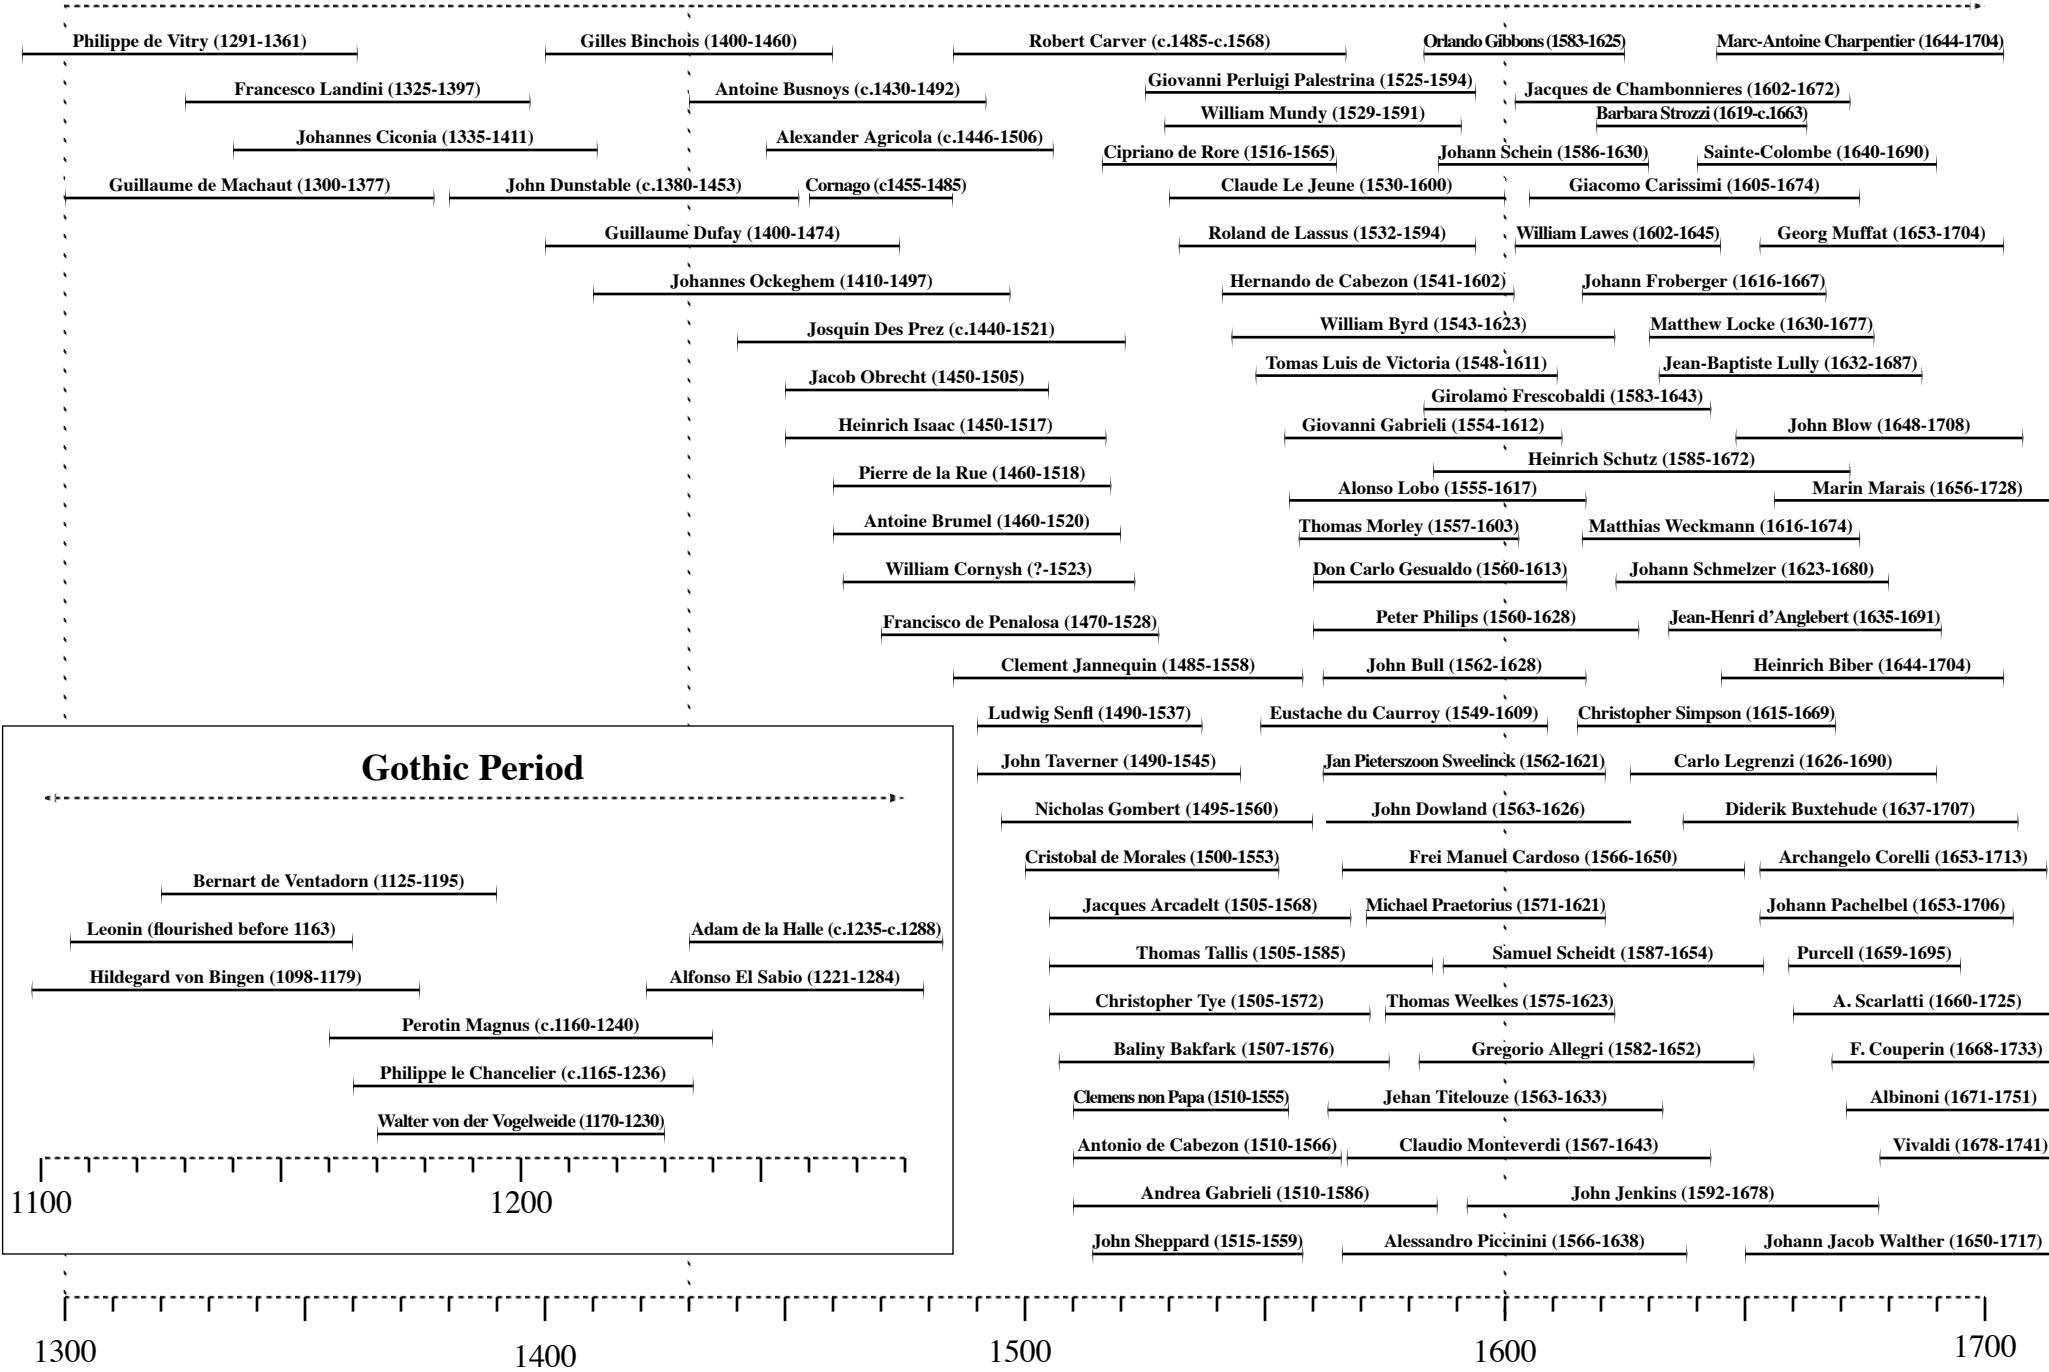 Philippe de Vitry (1291-1361)
Gilles Binchois (1400-1460)
Robert Carver (c.1485-c.1568)
Orlando Gibbons (1583-1625)
Marc-Antoine Charpentier (1644-1704)
Francesco Landini (1325-1397)
Antoine Busnoys (c.1430-1492)
Giovanni Perluigi Palestrina (1525-1594)
Jacques de Chambonnieres (1602-1672)
William Mundy (1529-1591)
Barbara Strozzi (1619-c.1663)
Johannes Ciconia (1335-1411)
Alexander Agricola (c.1446-1506)
Cipriano de Rore (1516-1565)
Johann Schein (1586-1630)
Sainte-Colombe (1640-1690)
Guillaume de Machaut (1300-1377)
John Dunstable (c.1380-1453)
Cornago (c1455-1485)
Claude Le Jeune (1530-1600)
Giacomo Carissimi (1605-1674)
Guillaume Dufay (1400-1474)
Roland de Lassus (1532-1594)
William Lawes (1602-1645)
Georg Muffat (1653-1704)
Johannes Ockeghem (1410-1497)
Hernando de Cabezon (1541-1602)
Johann Froberger (1616-1667)
Josquin Des Prez (c.1440-1521)
William Byrd (1543-1623)
Matthew Locke (1630-1677)
Jacob Obrecht (1450-1505)
Tomas Luis de Victoria (1548-1611)
Jean-Baptiste Lully (1632-1687)
Girolamo Frescobaldi (1583-1643)
Heinrich Isaac (1450-1517)
Giovanni Gabrieli (1554-1612)
John Blow (1648-1708)
Heinrich Schutz (1585-1672)
Pierre de la Rue (1460-1518)
Alonso Lobo (1555-1617)
Marin Marais (1656-1728)
Antoine Brumel (1460-1520)
Thomas Morley (1557-1603)
Matthias Weckmann (1616-1674)
William Cornysh (?-1523)
Don Carlo Gesualdo (1560-1613)
Johann Schmelzer (1623-1680)
Francisco de Penalosa (1470-1528)
Peter Philips (1560-1628)
Jean-Henri d'Anglebert (1635-1691)
Clement Jannequin (1485-1558)
John Bull (1562-1628)
Heinrich Biber (1644-1704)
Ludwig Senfl (1490-1537)
Eustache du Caurroy (1549-1609)
Christopher Simpson (1615-1669)
John Taverner (1490-1545)
Jan Pieterszoon Sweelinck (1562-1621)
Carlo Legrenzi (1626-1690)
Nicholas Gombert (1495-1560)
John Dowland (1563-1626)
Diderik Buxtehude (1637-1707)
Cristobal de Morales (1500-1553)
Frei Manuel Cardoso (1566-1650)
Archangelo Corelli (1653-1713)
Jacques Arcadelt (1505-1568)
Michael Praetorius (1571-1621)
Johann Pachelbel (1653-1706)
Thomas Tallis (1505-1585)
Samuel Scheidt (1587-1654)
Purcell (1659-1695)
Christopher Tye (1505-1572)
Thomas Weelkes (1575-1623)
A. Scarlatti (1660-1725)
Baliny Bakfark (1507-1576)
Gregorio Allegri (1582-1652)
F. Couperin (1668-1733)
Clemens non Papa (1510-1555)
Jehan Titelouze (1563-1633)
Albinoni (1671-1751)
Antonio de Cabezon (1510-1566)
Claudio Monteverdi (1567-1643)
Vivaldi (1678-1741)
Andrea Gabrieli (1510-1586)
John Jenkins (1592-1678)
John Sheppard (1515-1559)
Alessandro Piccinini (1566-1638)
Johann Jacob Walther (1650-1717)
Gothic Period
Bernart de Ventadorn (1125-1195)
Leonin (flourished before 1163)
Adam de la Halle (c.1235-c.1288)
Hildegard von Bingen (1098-1179)
Alfonso El Sabio (1221-1284)
Perotin Magnus (c.1160-1240)
Philippe le Chancelier (c.1165-1236)
Walter von der Vogelweide (1170-1230)
1100
1200
1300
1400
1500
1600
1700